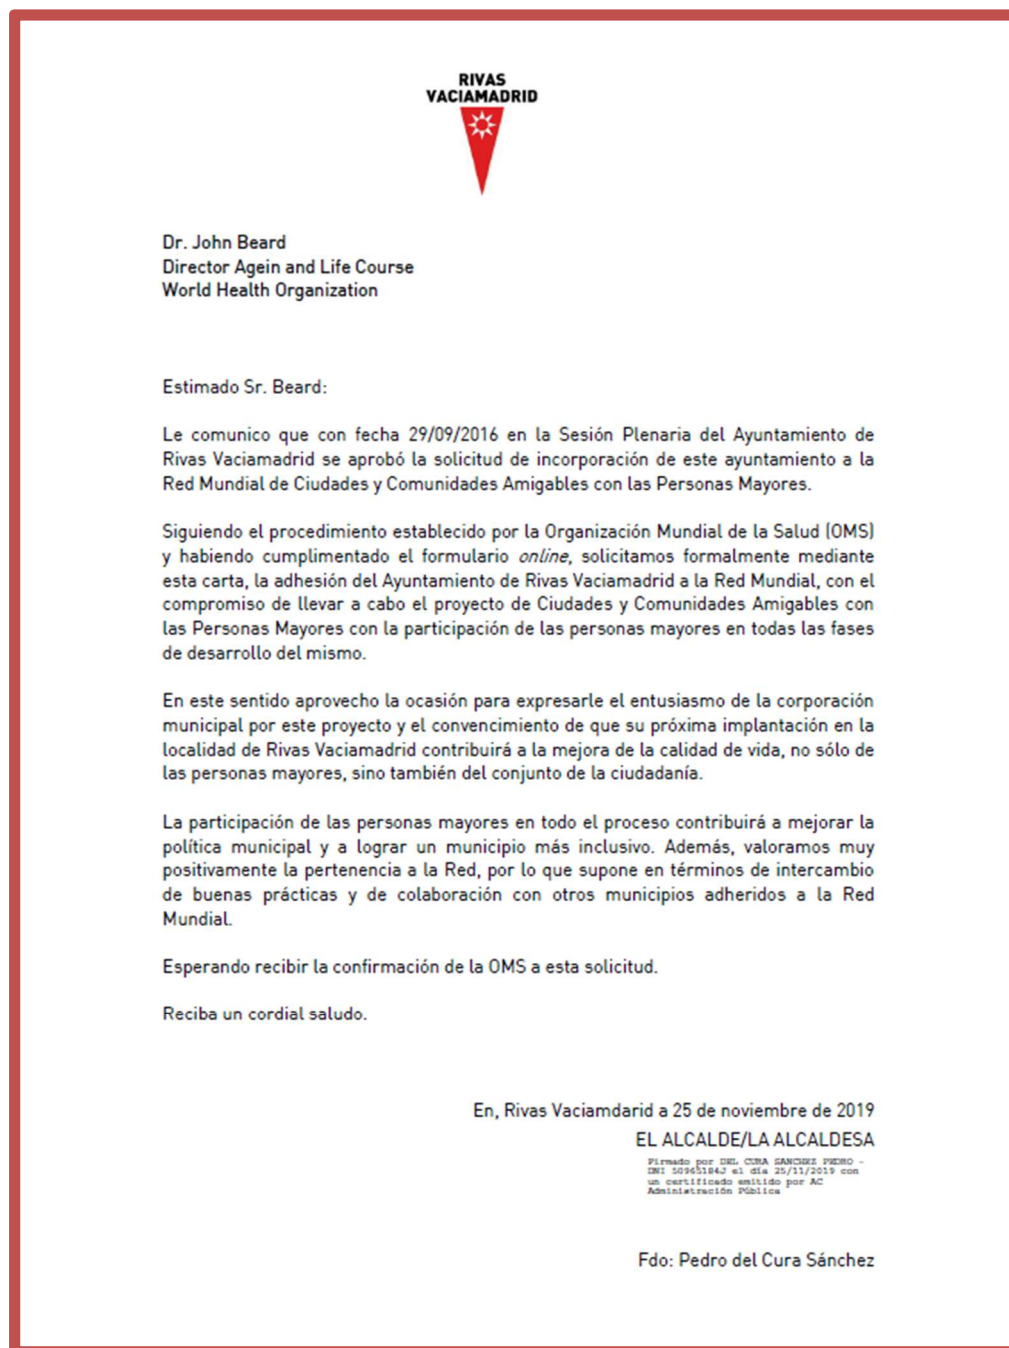 RIVAS
VACIAMADRID
Dr. John Beard
Director Agein and Life Course
World Health Organization
Estimado Sr. Beard:
Le comunico que con fecha 29/09/2016 en la Sesión Plenaria del Ayuntamiento de
Rivas Vaciamadrid se aprobó la solicitud de incorporación de este ayuntamiento a la
Red Mundial de Ciudades y Comunidades Amigables con las Personas Mayores.
Siguiendo el procedimiento establecido por la Organización Mundial de la Salud (OMS)
y habiendo cumplimentado el formulario online, solicitamos formalmente mediante
esta carta, la adhesión del Ayuntamiento de Rivas Vaciamadrid a la Red Mundial, con el
compromiso de llevar a cabo el proyecto de Ciudades y Comunidades Amigables con
las Personas Mayores con la participación de las personas mayores en todas las fases
de desarrollo del mismo.
En este sentido aprovecho la ocasión para expresarle el entusiasmo de la corporación
municipal por este proyecto y el convencimiento de que su próxima implantación en la
localidad de Rivas Vaciamadrid contribuirá a la mejora de la calidad de vida, no sólo de
las personas mayores, sino también del conjunto de la ciudadanía.
La participación de las personas mayores en todo el proceso contribuirá a mejorar la
política municipal y a lograr un municipio más inclusivo. Además, valoramos muy
positivamente la pertenencia a la Red, por lo que supone en términos de intercambio
de buenas prácticas y de colaboración con otros municipios adheridos a la Red
Mundial.
Esperando recibir la confirmación de la OMS a esta solicitud.
Reciba un cordial saludo.
En, Rivas Vaciamdarid a 25 de noviembre de 2019
EL ALCALDE/LA ALCALDESA
Firmado por DEL CURA SANCHEZ PEDRO -
DNI 50965184J el día 25/11/2019 con
un certificado emitido por AC
Administración Pública
Fdo: Pedro del Cura Sánchez